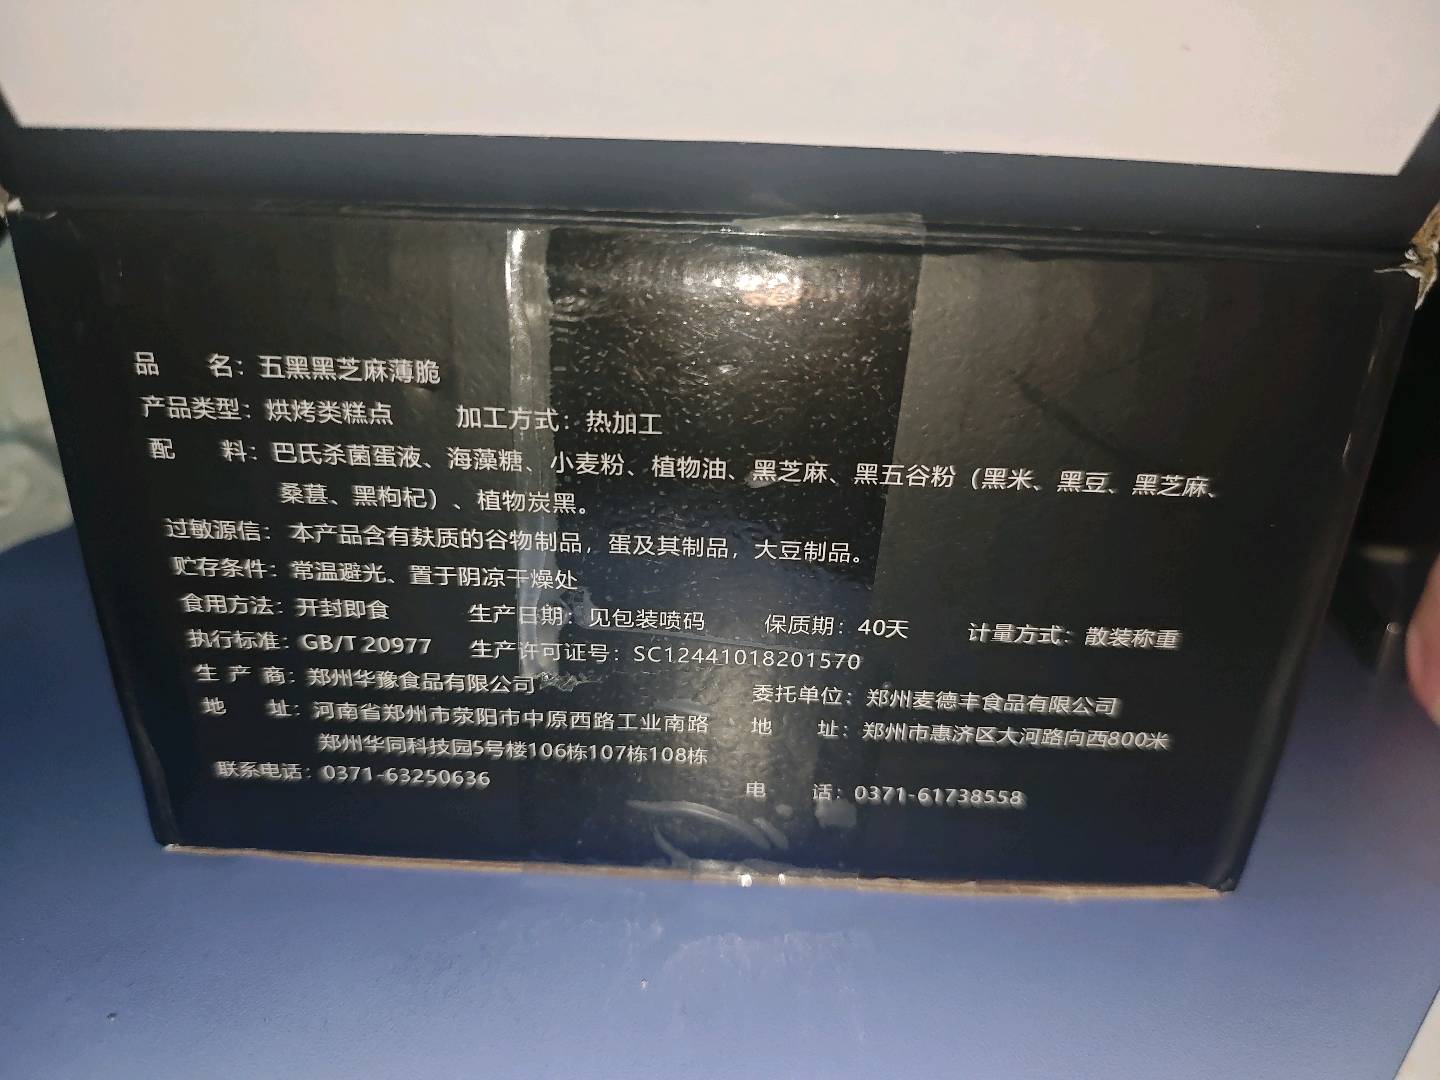 品 名：五黑黑芝麻薄脆
产品类型：烘烤类糕点 加工方式：热加工
配 料：巴氏杀菌蛋液、海藻糖、小麦粉、植物油、黑芝麻、黑五谷粉（黑米、黑豆、黑芝麻、
桑葚、黑枸杞）、植物炭黑。
过敏源信：本产品含有麸质的谷物制品，蛋及其制品，大豆制品。
贮存条件：常温避光、置于阴凉干燥处
食用方法：开封即食 生产日期：见包装喷码 保质期：40天 计量方式：散装称重
执行标准：GB/T 20977 生产许可证号：SC12441018201570
生产商：郑州华豫食品有限公司 委托单位：郑州麦德丰食品有限公司
地 址：河南省郑州市荥阳市中原西路工业南路 地 址：郑州市惠济区大河路向西800米
郑州华同科技园5号楼106栋107栋108栋
联系电话：0371-63250636 电 话：0371-61738558